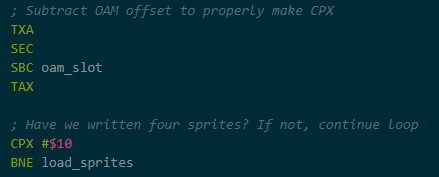 ; Subtract OAM offset to properly make CPX
TXA
SEC
SBC oam_slot
TAX
; Have we written four sprites? If not, continue loop
CPX #$10
BNE load_sprites